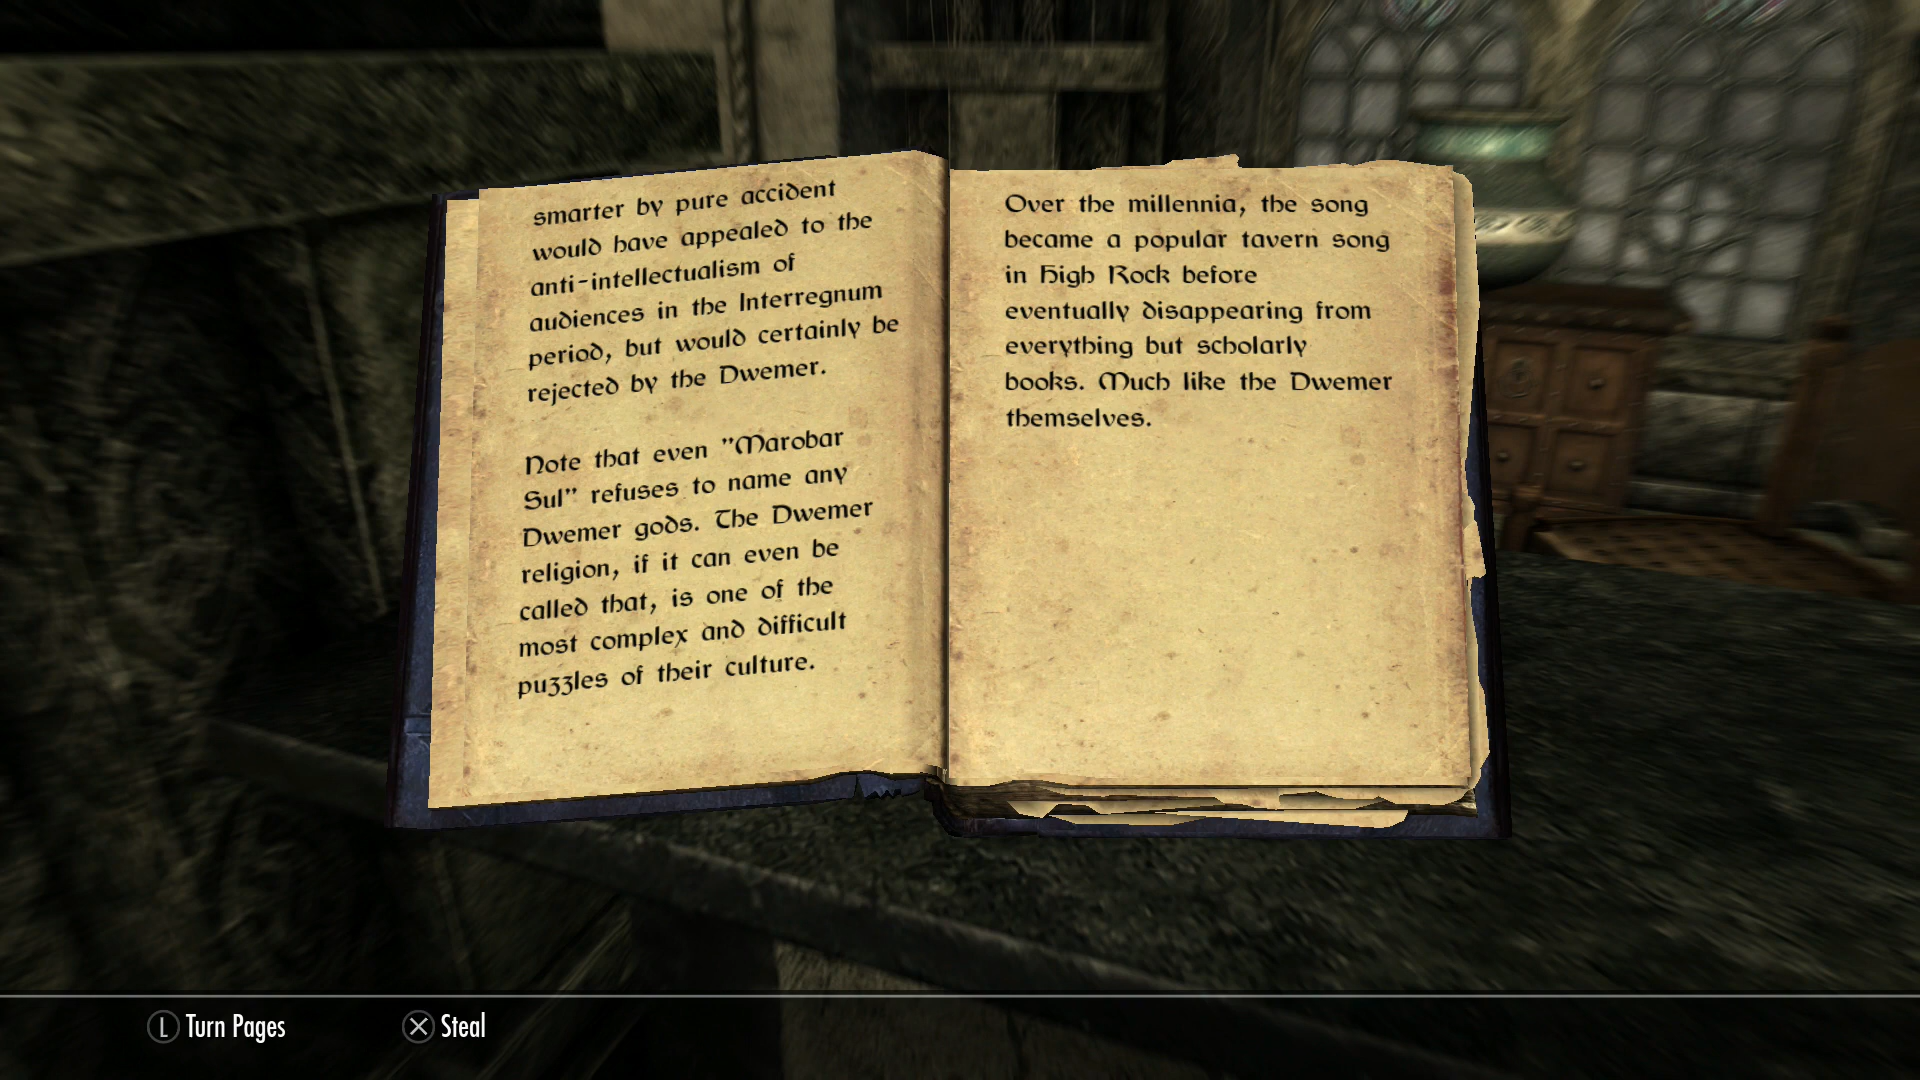 smarter by pure accident
would have appealed to the
anti-intellectualism of
audiences in the Interregnum
period, but would certainly be
rejected by the Dwemer.
Note that even "Marobar
Sul" refuses to name any
Dwemer gods. The Dwemer
religion, if it can even be
called that, is one of the
most complex and difficult
puzzles of their culture.
Over the millennia, the song
became a popular tavern song
in High Rock before
eventually disappearing from
everything but scholarly
books. Much like the Dwemer
themselves.
L Turn Pages
X Steal